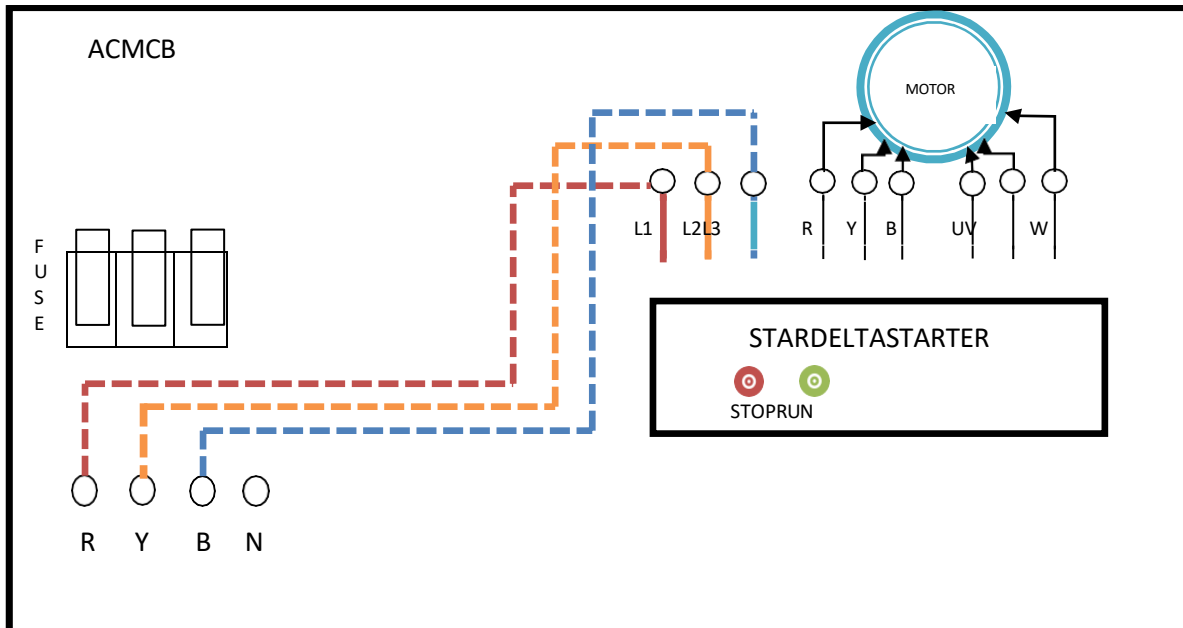 ACMCB
MOTOR
L1 L2L3 R Y B UV W
F
U
S
E
STARDELTASTARTER
STOPRUN
R Y B N